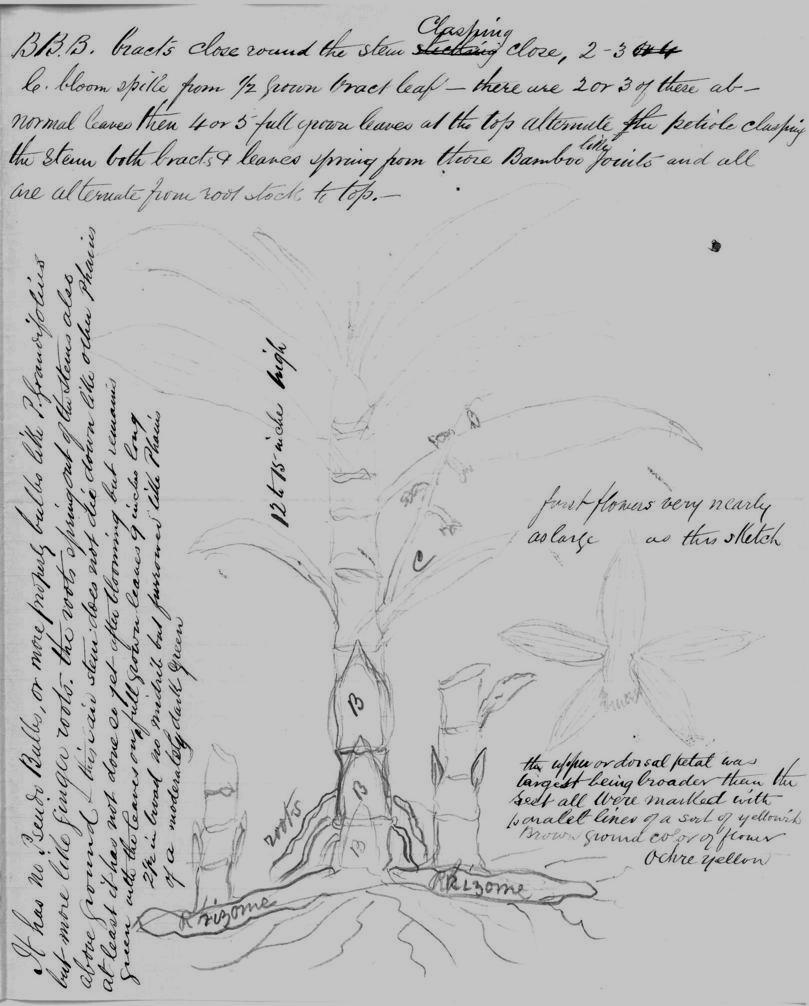 B.B.B. bracts close round the stem Clasping close, 2-3 or 4
C. bloom spike from 1/2 grown bract leaf — there are 2 or 3 of these ab-
normal leaves then 4 or 5 full grown leaves at the top alternate the petiole clasping
the stem both bracts & leaves spring from those Bamboo like joints and all
are alternate from root stock to top.—
It has no Pseudo Bulbs, or more properly bulbs like P. Grandifolius
but more like ginger roots. the roots spring out of the stems also
above ground & this air stem does not die down like other Phaius
at least it has not done so yet after blooming but remains
green with the leaves on, full grown leaves 9 inches long
2½ in broad no midrib but furrowed like Phaius
of a moderately dark green
12 to 15 inches high
C
first flowers very nearly
as large as this sketch
B
B
B
roots
Rhizome
Rhizome
the upper or dorsal petal was
largest being broader than the
rest all were marked with
paralel lines of a sort of yellowish
Brown ground color of flower
Ochre yellow